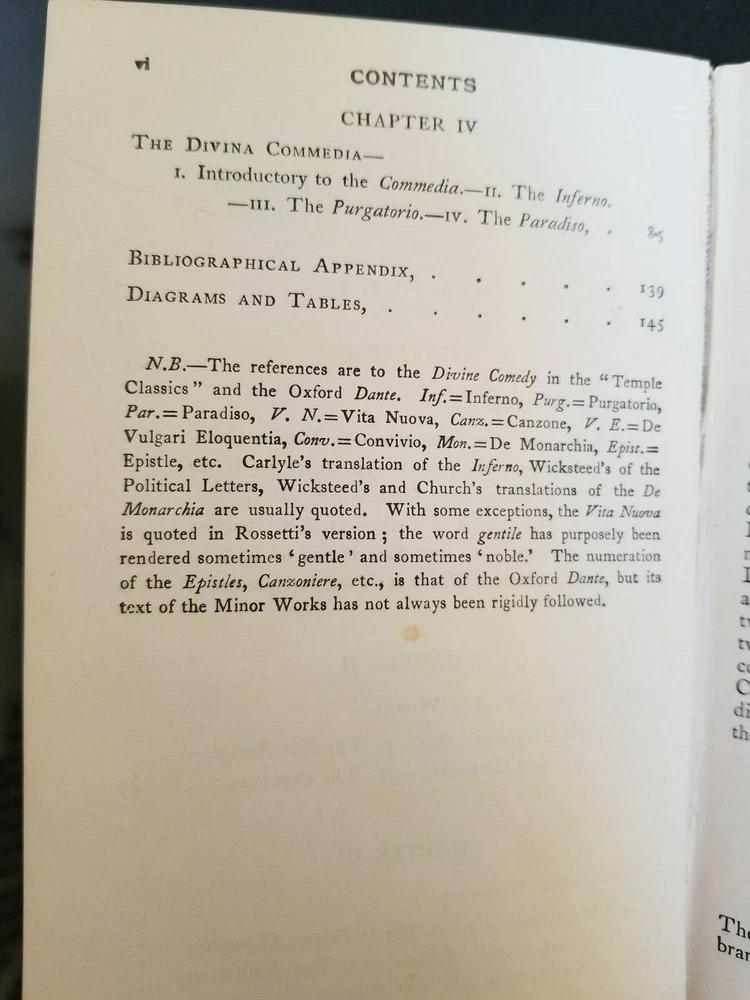 vi
CONTENTS
CHAPTER IV
The Divina Commedia—
I. Introductory to the Commedia.—II. The Inferno.
—III. The Purgatorio.—IV. The Paradiso, . 85
Bibliographical Appendix, . . . . . 139
Diagrams and Tables, . . . . . 145
N.B.—The references are to the Divine Comedy in the “Temple
Classics” and the Oxford Dante. Inf.=Inferno, Purg.=Purgatorio,
Par.=Paradiso, V. N.=Vita Nuova, Canz.=Canzone, V. E.=De
Vulgari Eloquentia, Conv.=Convivio, Mon.=De Monarchia, Epist.=
Epistle, etc. Carlyle's translation of the Inferno, Wicksteed's of the
Political Letters, Wicksteed's and Church's translations of the De
Monarchia are usually quoted. With some exceptions, the Vita Nuova
is quoted in Rossetti's version ; the word gentile has purposely been
rendered sometimes ‘gentle’ and sometimes ‘noble.’ The numeration
of the Epistles, Canzoniere, etc., is that of the Oxford Dante, but its
text of the Minor Works has not always been rigidly followed.